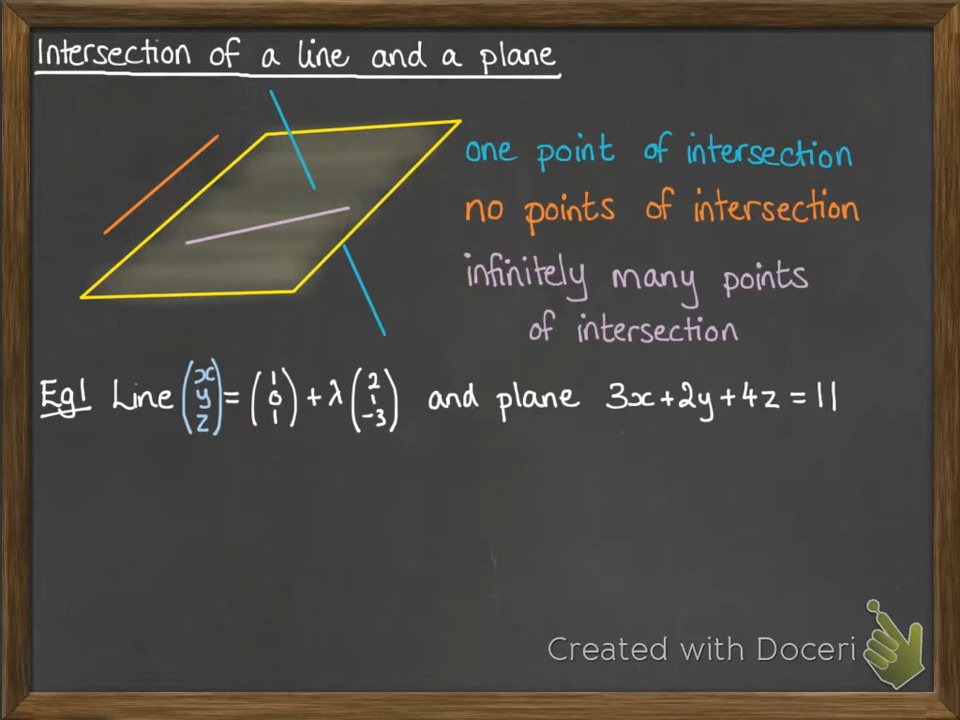 Intersection of a line and a plane
one point of intersection
no points of intersection
infinitely many points
of intersection
Eg1 Line (x y z) = (1 0 1) + λ (2 1 -3) and plane 3x+2y+4z=11
Created with Doceri